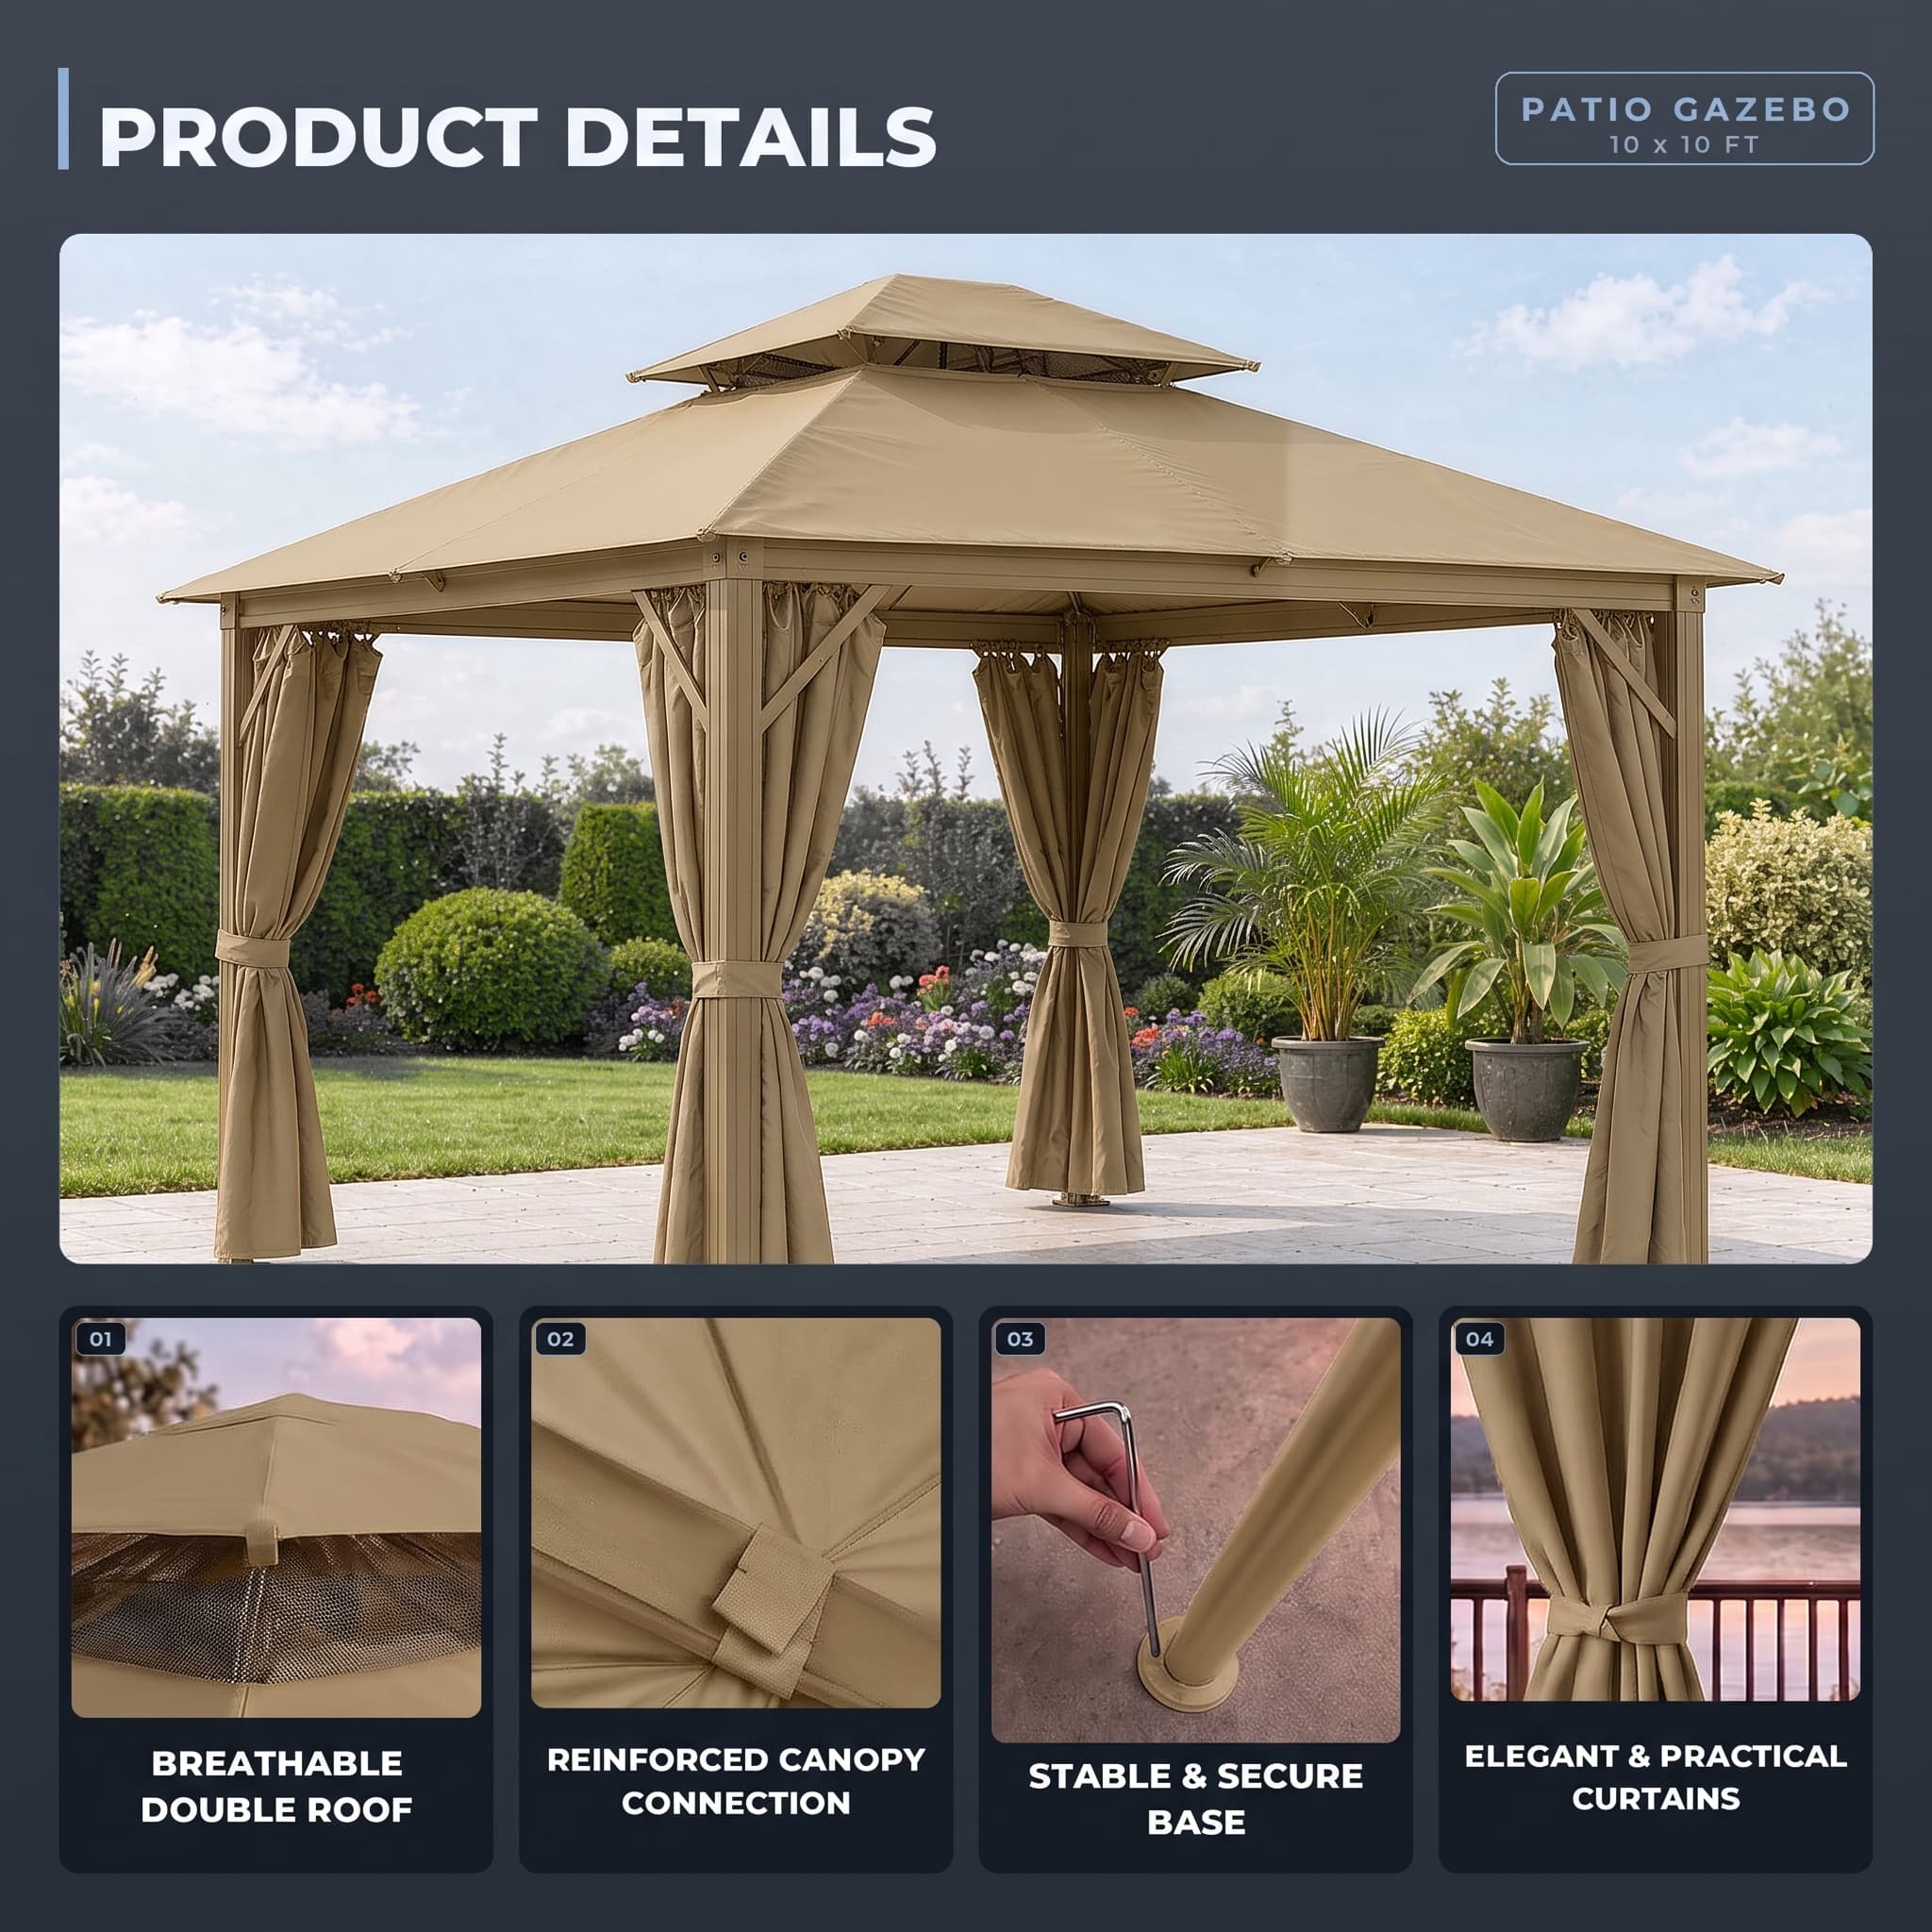 PRODUCT DETAILS
PATIO GAZEBO
10 x 10 FT
01
BREATHABLE
DOUBLE ROOF
02
REINFORCED CANOPY
CONNECTION
03
STABLE & SECURE
BASE
04
ELEGANT & PRACTICAL
CURTAINS